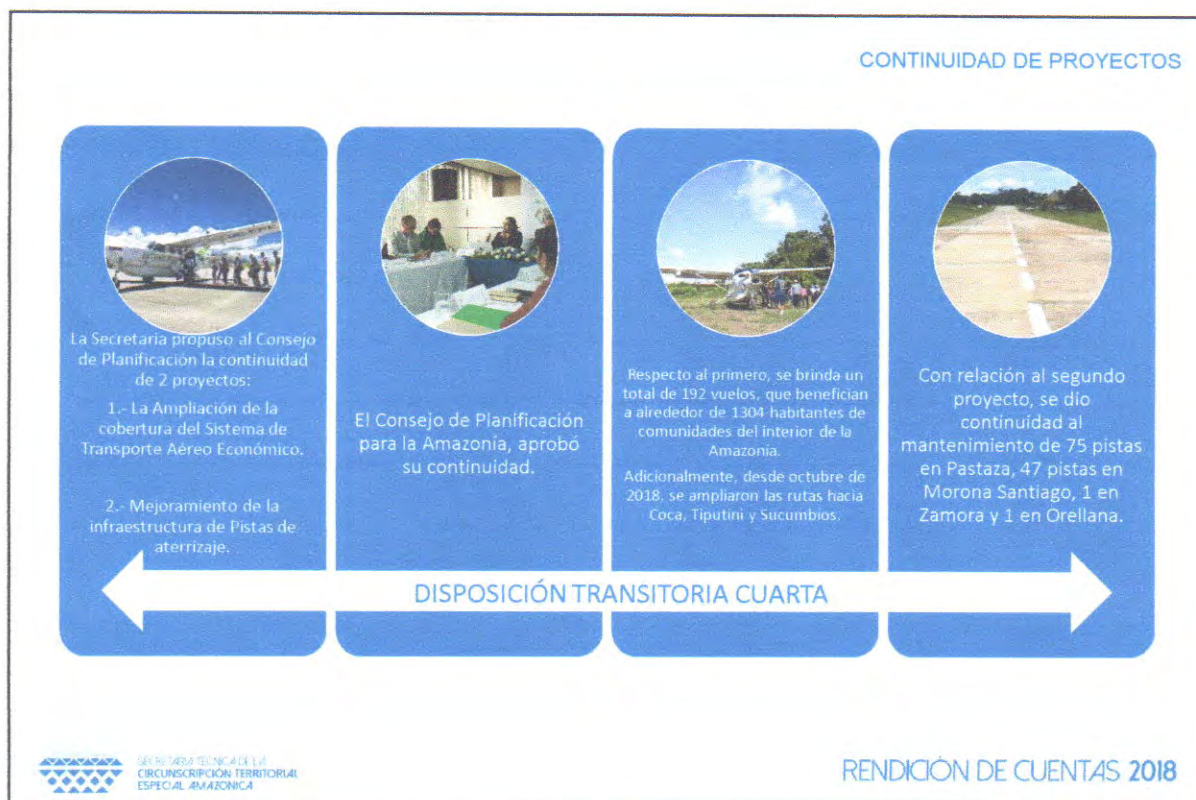 CONTINUIDAD DE PROYECTOS
La Secretaria propuso al Consejo
de Planificación la continuidad
de 2 proyectos:
1.- La Ampliación de la
cobertura del Sistema de
Transporte Aéreo Económico.
2.- Mejoramiento de la
infraestructura de Pistas de
aterrizaje.
El Consejo de Planificación
para la Amazonía, aprobó
su continuidad.
Respecto al primero, se brinda un
total de 192 vuelos, que benefician
a alrededor de 1304 habitantes de
comunidades del interior de la
Amazonía.
Adicionalmente, desde octubre de
2018, se ampliaron las rutas hacia
Coca, Tiputini y Sucumbíos.
Con relación al segundo
proyecto, se dio
continuidad al
mantenimiento de 75 pistas
en Pastaza, 47 pistas en
Morona Santiago, 1 en
Zamora y 1 en Orellana.
DISPOSICIÓN TRANSITORIA CUARTA
SECRETARÍA TÉCNICA DE LA
CIRCUNSCRIPCIÓN TERRITORIAL
ESPECIAL AMAZÓNICA
RENDICIÓN DE CUENTAS 2018